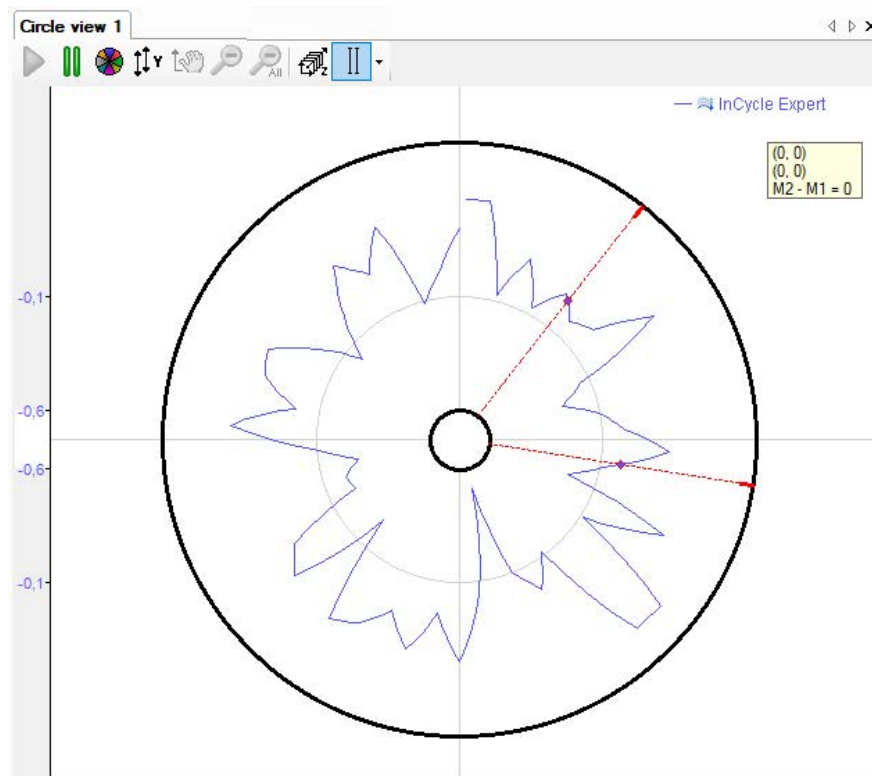 Circle view 1
Y
All
z
InCycle Expert
(0, 0)
(0, 0)
M2 - M1 = 0
-0,1
-0,6
-0,6
-0,1